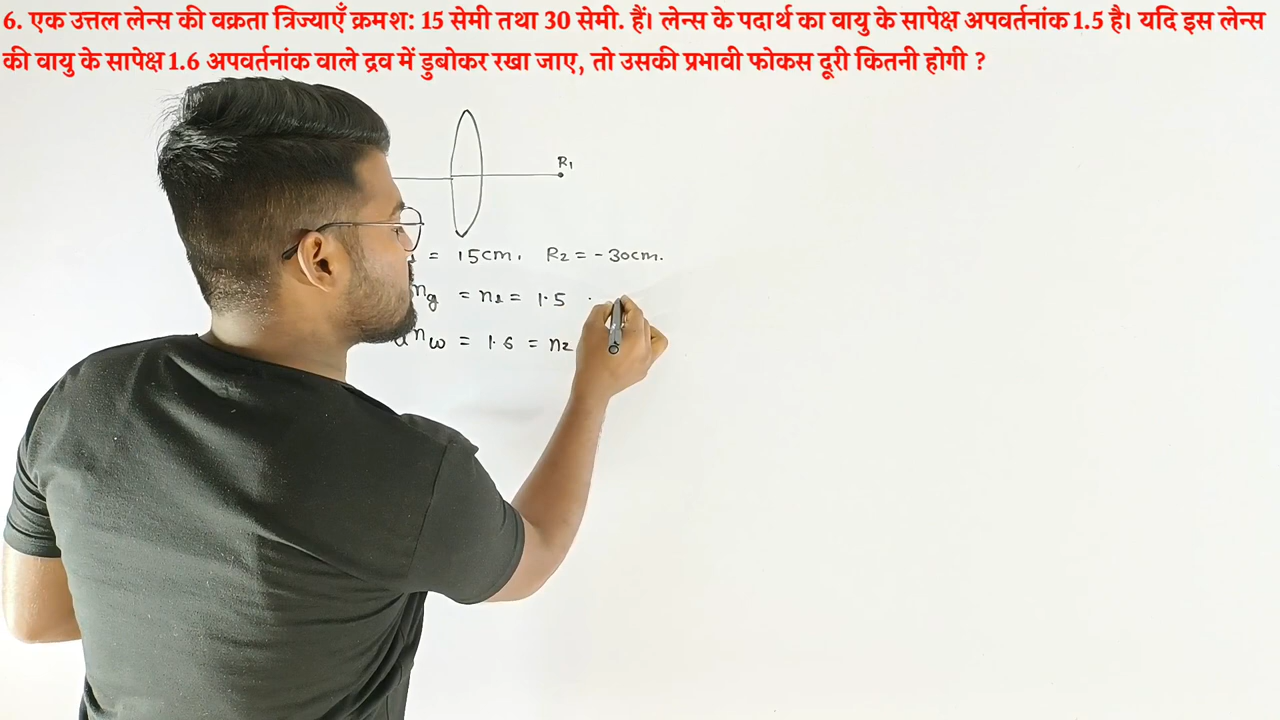 6. एक उत्तल लेन्स की वक्रता त्रिज्याएँ क्रमश: 15 सेमी तथा 30 सेमी. हैं। लेन्स के पदार्थ का वायु के सापेक्ष अपवर्तनांक 1.5 है। यदि इस लेन्स
की वायु के सापेक्ष 1.6 अपवर्तनांक वाले द्रव में डुबोकर रखा जाए, तो उसकी प्रभावी फोकस दूरी कितनी होगी ?
R₁
= 15cm, R₂ = -30cm.
n_g = n₁ = 1.5
n_w = 1.6 = n₂